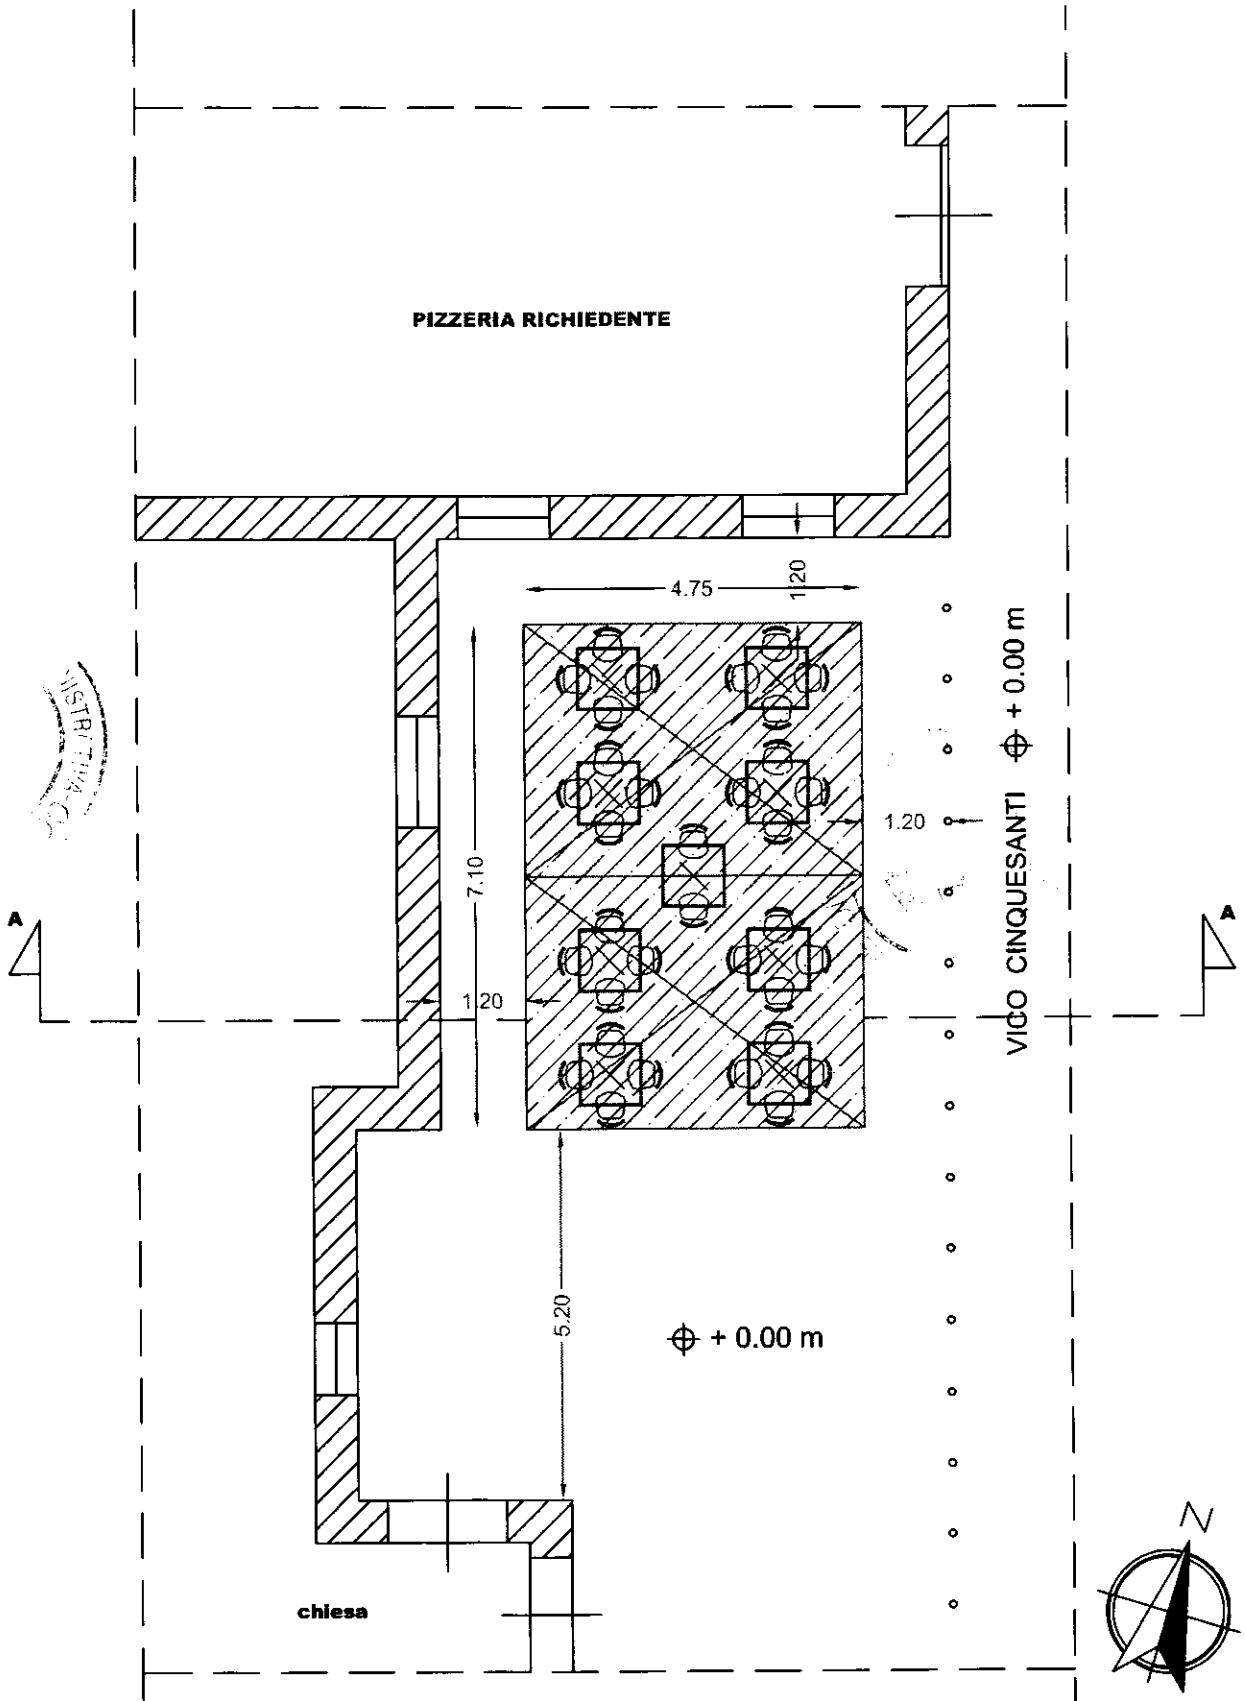 PIZZERIA RICHIEDENTE
4.75
1.20
+ 0.00 m
VICO CINQUESANTI
1.20
7.10
A
A
1.20
5.20
+ 0.00 m
N
chiesa